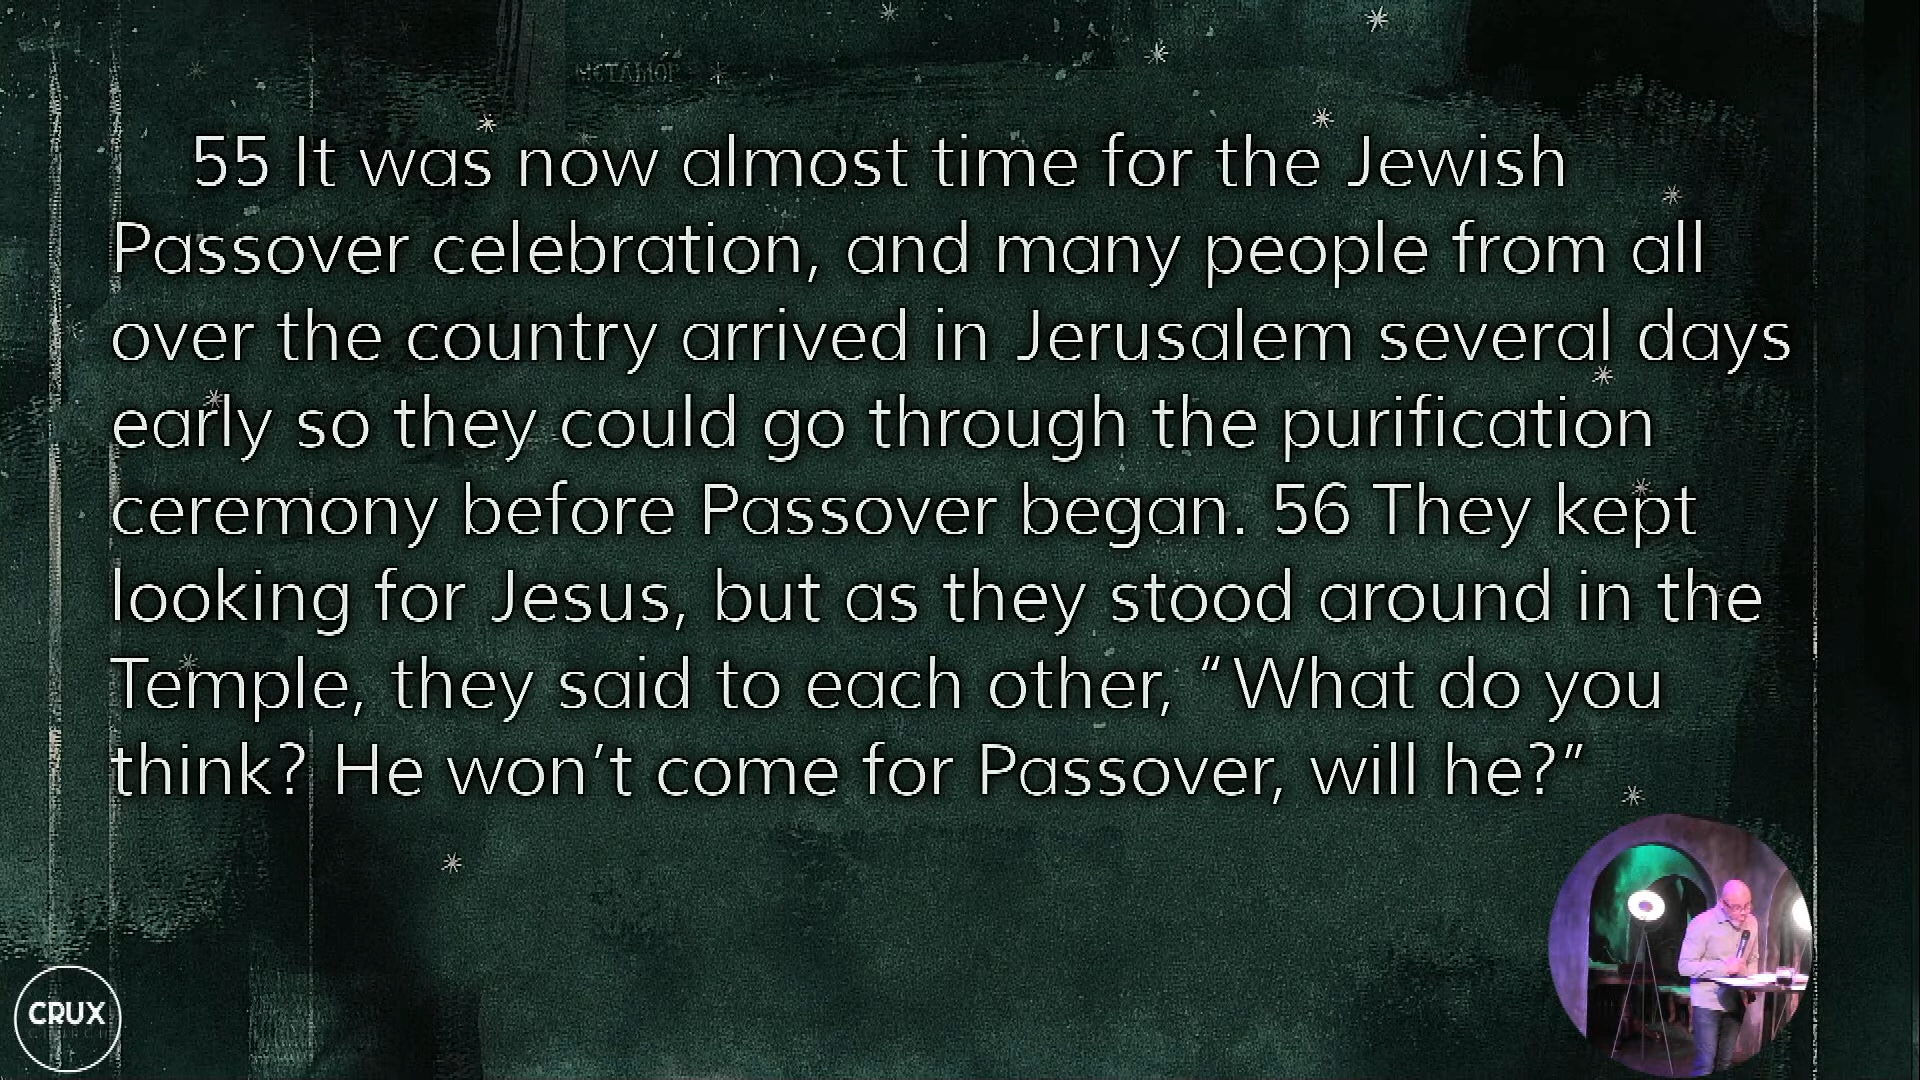 55 It was now almost time for the Jewish
Passover celebration, and many people from all
over the country arrived in Jerusalem several days
early so they could go through the purification
ceremony before Passover began. 56 They kept
looking for Jesus, but as they stood around in the
Temple, they said to each other, “What do you
think? He won’t come for Passover, will he?”
CRUX